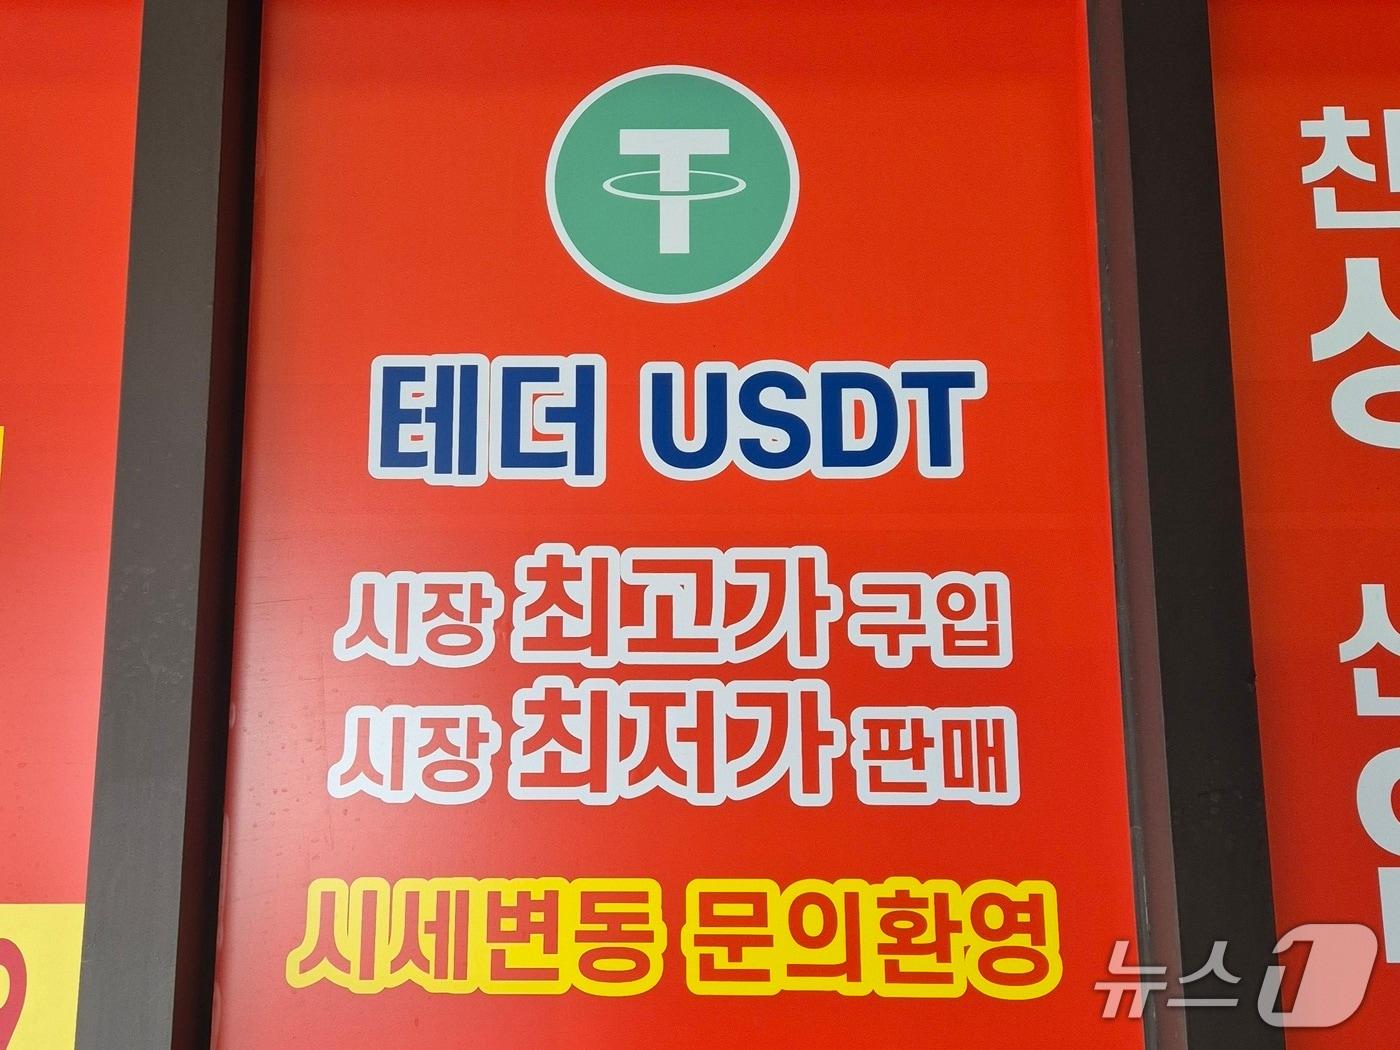 테더 USDT
시장 최고가 구입
시장 최저가 판매
시세변동 문의환영
뉴스1